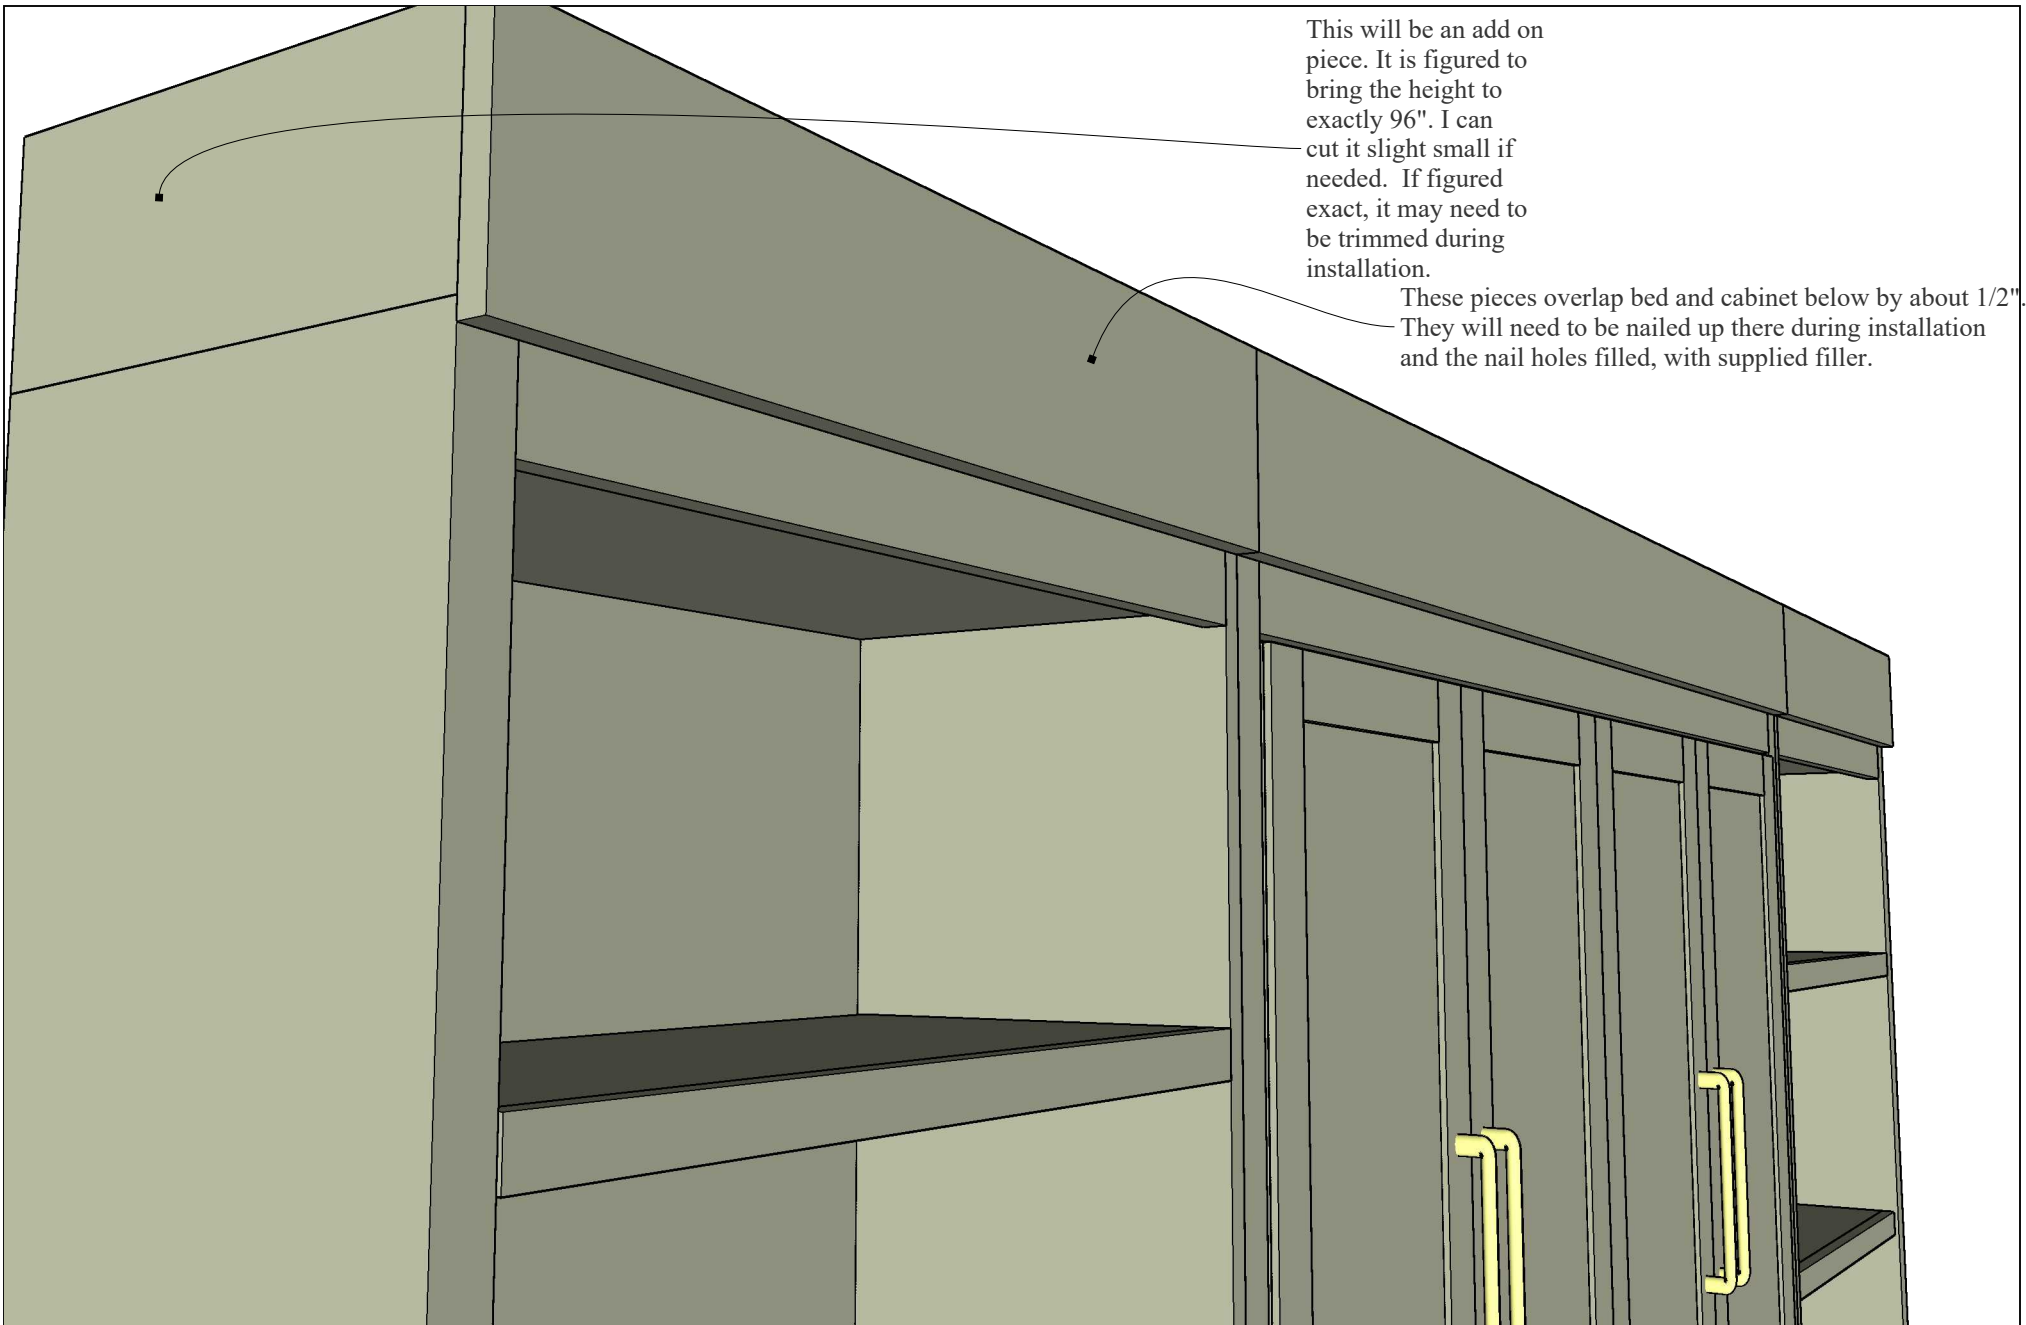 This will be an add on
piece. It is figured to
bring the height to
exactly 96". I can
cut it slight small if
needed.  If figured
exact, it may need to
be trimmed during
installation.
These pieces overlap bed and cabinet below by about 1/2".
They will need to be nailed up there during installation
and the nail holes filled, with supplied filler.